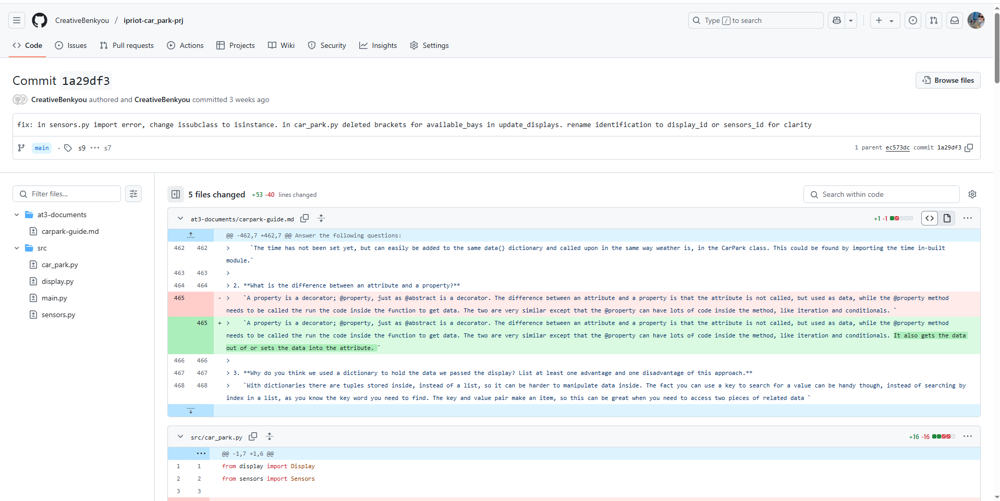 CreativeBenkyou / ipriot-car_park-prj
Type / to search
Code Issues Pull requests Actions Projects Wiki Security Insights Settings
Commit 1a29df3
Browse files
CreativeBenkyou authored and CreativeBenkyou committed 3 weeks ago
fix: in sensors.py import error, change issubclass to isinstance. in car_park.py deleted brackets for available_bays in update_displays. rename identification to display_id or sensors_id for clarity
main · s9 ··· s7
1 parent ec573dc commit 1a29df3
Filter files...
at3-documents
carpark-guide.md
src
car_park.py
display.py
main.py
sensors.py
5 files changed +53 -40 lines changed
Search within code
at3-documents/carpark-guide.md
+1 -1
@@ -462,7 +462,7 @@ Answer the following questions:
462 462 > `The time has not been set yet, but can easily be added to the same data{} dictionary and called upon in the same way weather is, in the CarPark class. This could be found by importing the time in-built
module.`
463 463 >
464 464 > 2. **What is the difference between an attribute and a property?**
465 - > `A property is a decorator; @property, just as @abstract is a decorator. The difference between an attribute and a property is that the attribute is not called, but used as data, while the @property method
needs to be called the run the code inside the function to get data. The two are very similar except that the @property can have lots of code inside the method, like iteration and conditionals. `
465 + > `A property is a decorator; @property, just as @abstract is a decorator. The difference between an attribute and a property is that the attribute is not called, but used as data, while the @property method
needs to be called the run the code inside the function to get data. The two are very similar except that the @property can have lots of code inside the method, like iteration and conditionals. It also gets the data
out of or sets the data into the attribute. `
466 466 >
467 467 > 3. **Why do you think we used a dictionary to hold the data we passed the display? List at least one advantage and one disadvantage of this approach.**
468 468 > `With dictionaries there are tuples stored inside, instead of a list, so it can be harder to manipulate data inside. The fact you can use a key to search for a value can be handy though, instead of searching by
index in a list, as you know the key word you need to find. The key and value pair make an item, so this can be great when you need to access two pieces of related data `
src/car_park.py
+16 -16
@@ -1,7 +1,6 @@
1 1 from display import Display
2 2 from sensors import Sensors
3 3